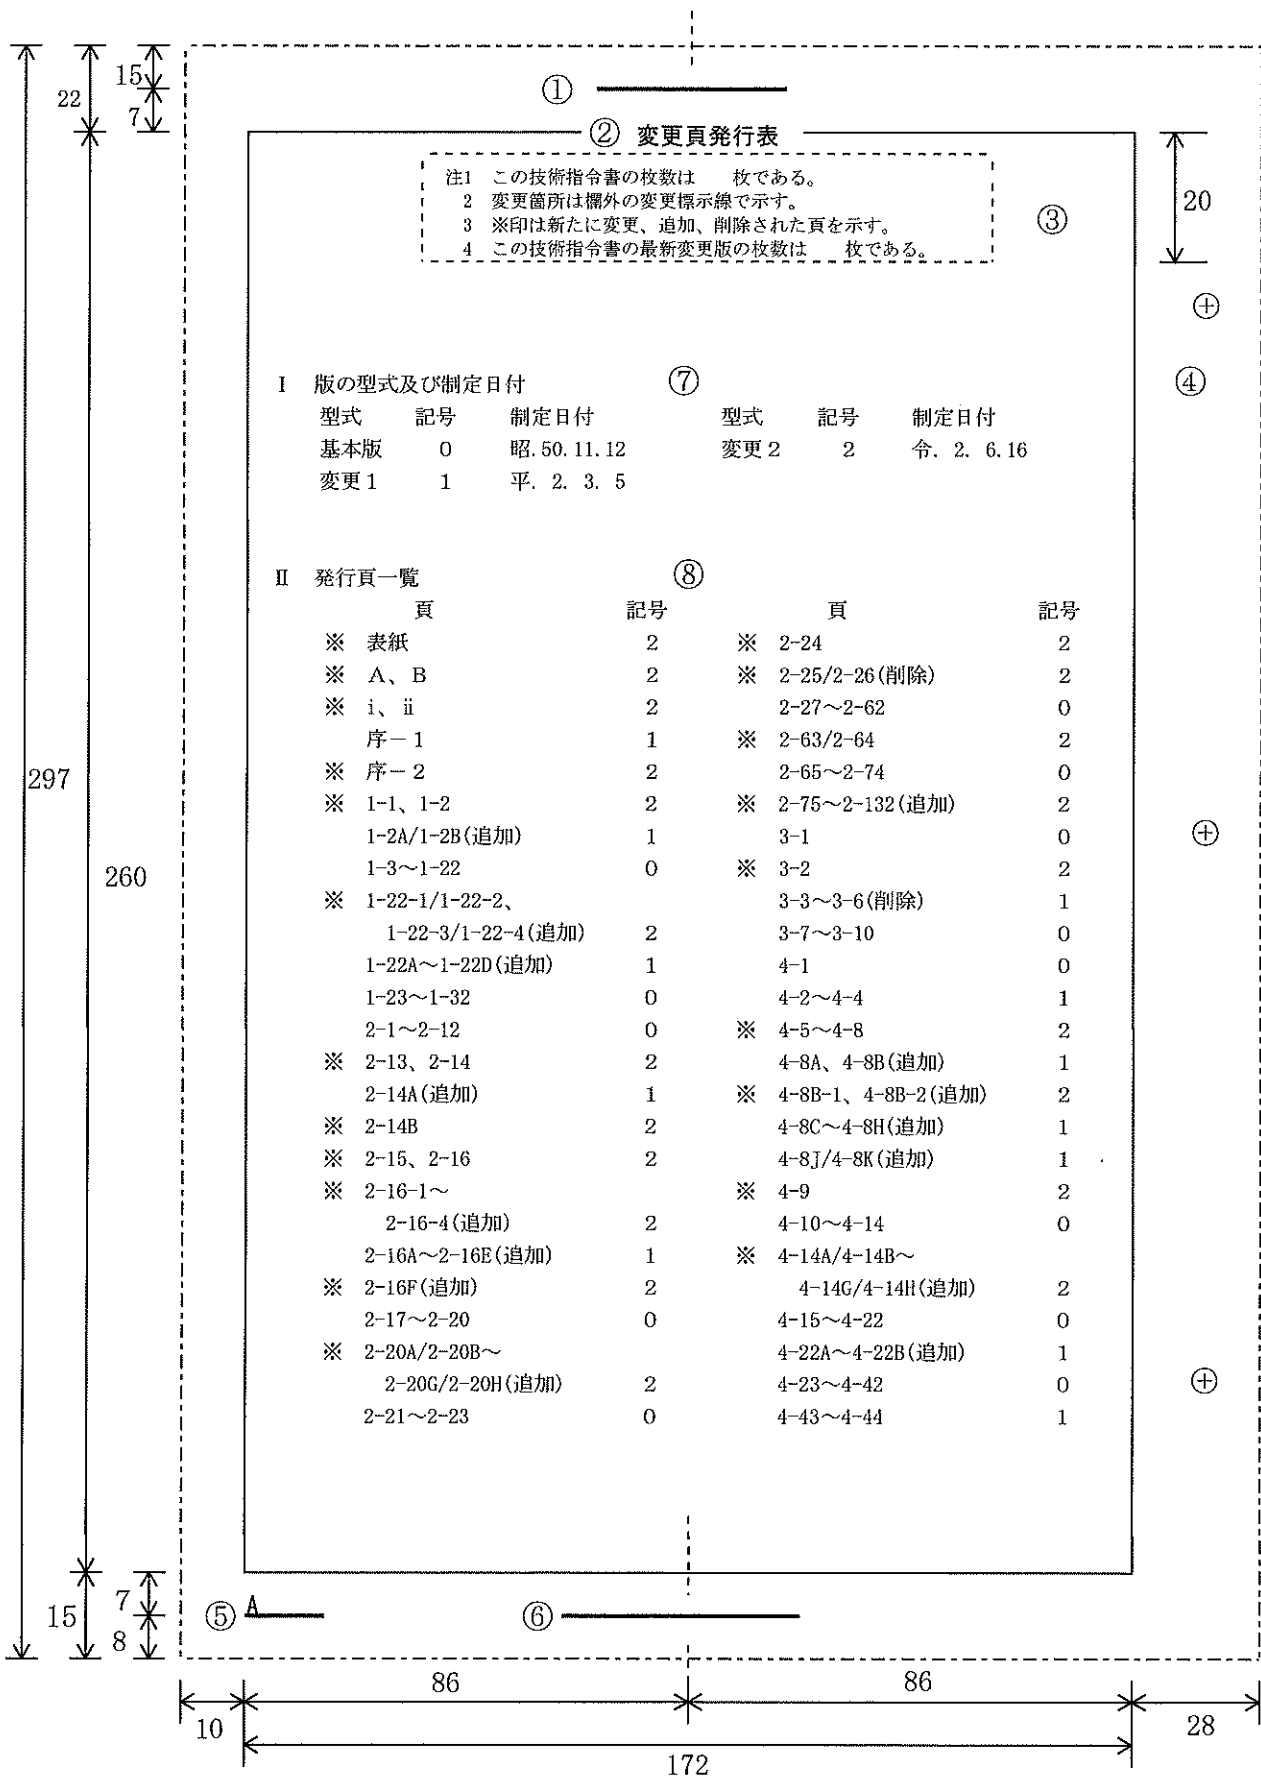 15
22
7
①
② 変更頁発行表
注1 この技術指令書の枚数は　　枚である。
2 変更箇所は欄外の変更標示線で示す。
3 ※印は新たに変更、追加、削除された頁を示す。
4 この技術指令書の最新変更版の枚数は　　枚である。
③
20
Ⅰ 版の型式及び制定日付 ⑦
④
型式 記号 制定日付 型式 記号 制定日付
基本版 0 昭.50.11.12 変更2 2 令. 2. 6.16
変更1 1 平. 2. 3. 5
Ⅱ 発行頁一覧 ⑧
頁 記号 頁 記号
※ 表紙 2 ※ 2-24 2
※ A、B 2 ※ 2-25/2-26(削除) 2
※ ⅰ、ⅱ 2 2-27～2-62 0
序－1 1 ※ 2-63/2-64 2
※ 序－2 2 2-65～2-74 0
297
※ 1-1、1-2 2 ※ 2-75～2-132(追加) 2
1-2A/1-2B(追加) 1 3-1 0
1-3～1-22 0 ※ 3-2 2
260
※ 1-22-1/1-22-2、 3-3～3-6(削除) 1
1-22-3/1-22-4(追加) 2 3-7～3-10 0
1-22A～1-22D(追加) 1 4-1 0
1-23～1-32 0 4-2～4-4 1
2-1～2-12 0 ※ 4-5～4-8 2
※ 2-13、2-14 2 4-8A、4-8B(追加) 1
2-14A(追加) 1 ※ 4-8B-1、4-8B-2(追加) 2
※ 2-14B 2 4-8C～4-8H(追加) 1
※ 2-15、2-16 2 4-8J/4-8K(追加) 1
※ 2-16-1～ ※ 4-9 2
2-16-4(追加) 2 4-10～4-14 0
2-16A～2-16E(追加) 1 ※ 4-14A/4-14B～
※ 2-16F(追加) 2 4-14G/4-14H(追加) 2
2-17～2-20 0 4-15～4-22 0
※ 2-20A/2-20B～ 4-22A～4-22B(追加) 1
2-20G/2-20H(追加) 2 4-23～4-42 0
2-21～2-23 0 4-43～4-44 1
7
15
8
⑤ A ⑥
86 86
10 28
172